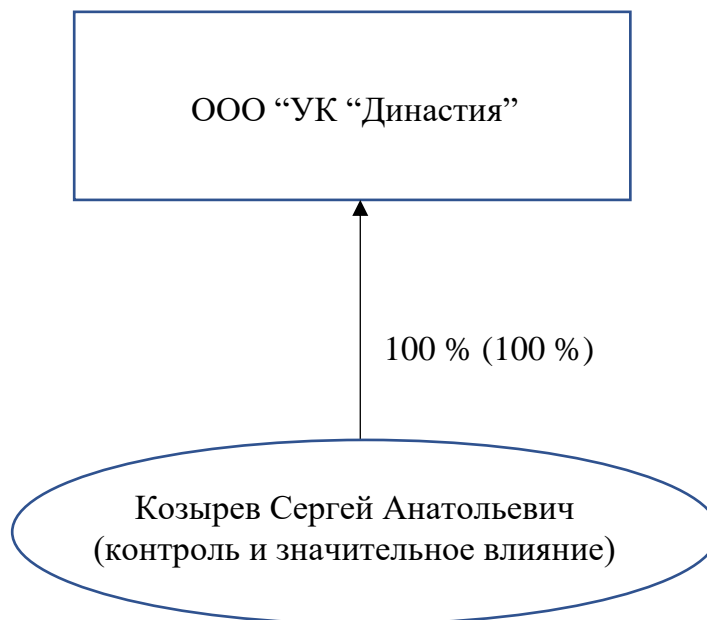 ООО “УК “Династия”
100 % (100 %)
Козырев Сергей Анатольевич
(контроль и значительное влияние)